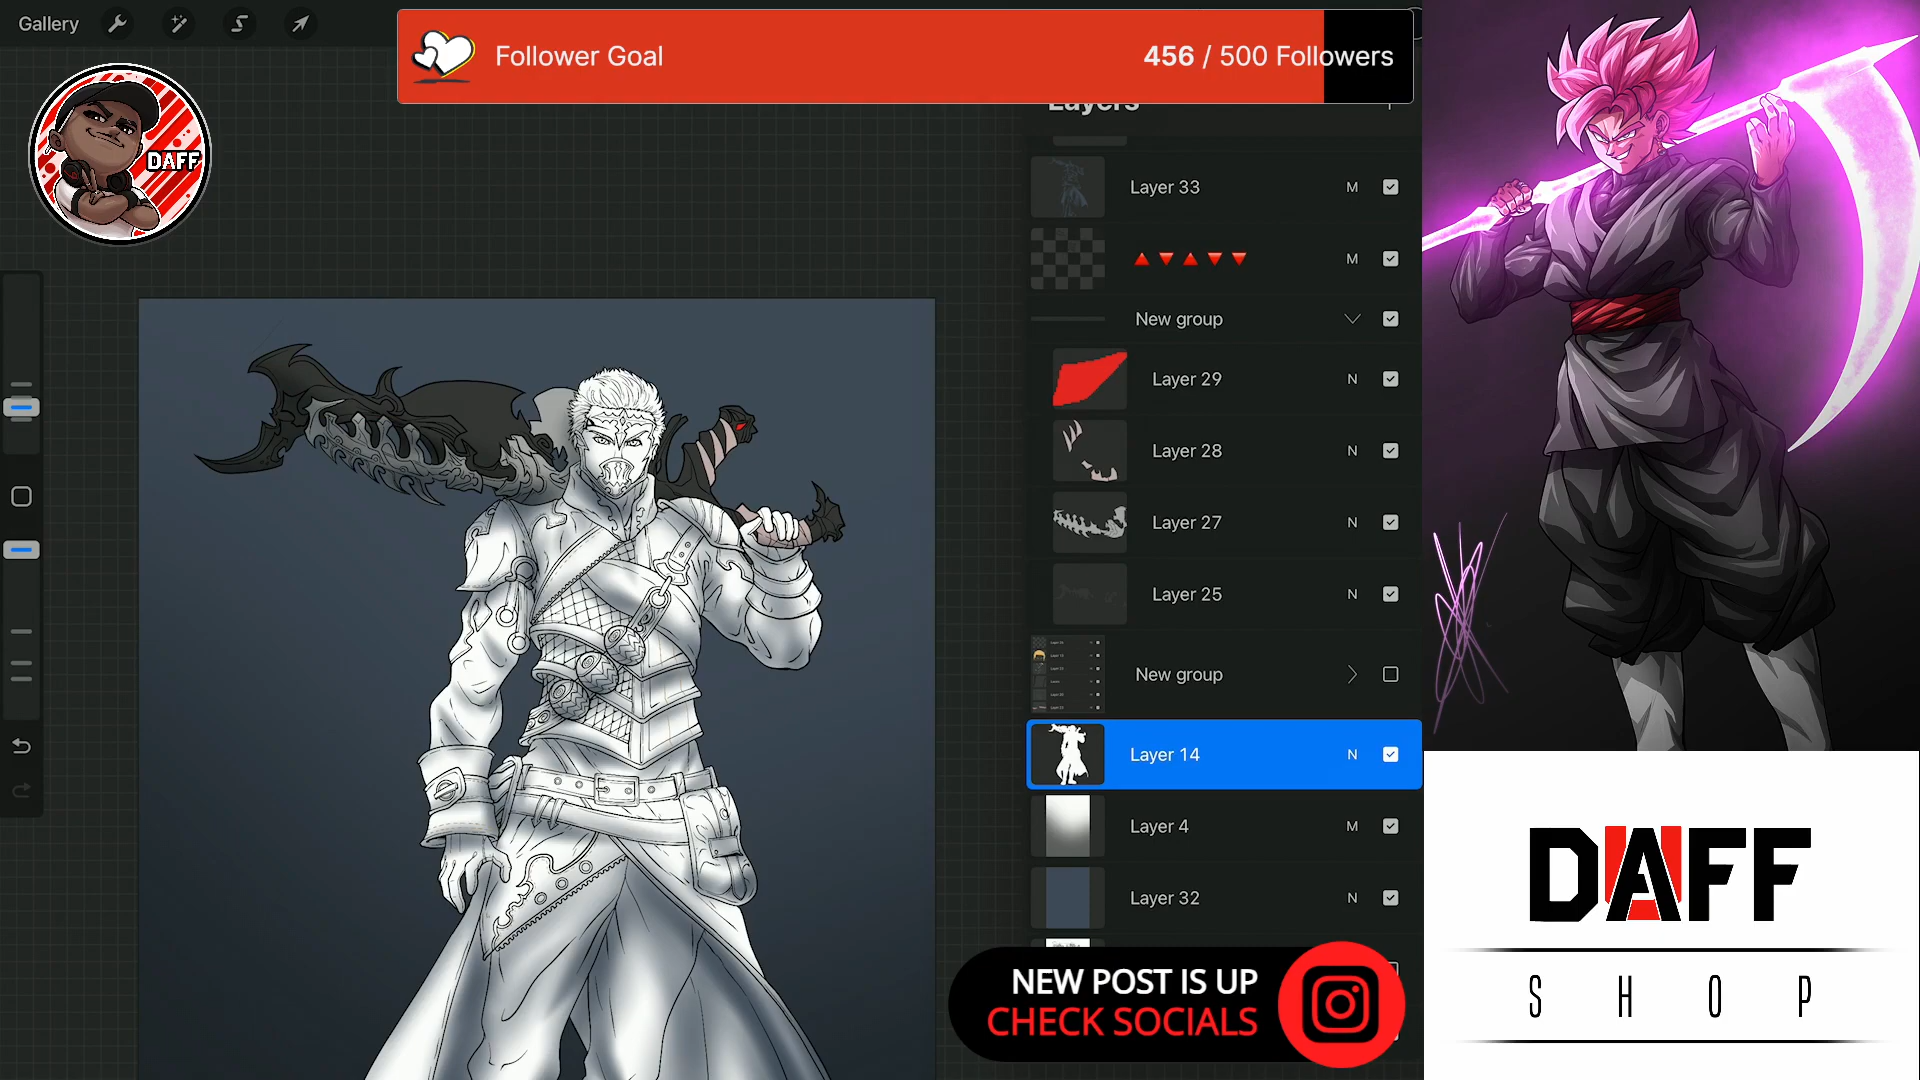 Gallery
Follower Goal
456 / 500 Followers
Layers
DAFF
Layer 33 M
M
New group
Layer 29 N
Layer 28 N
Layer 27 N
Layer 25 N
New group
Layer 14 N
Layer 4 M
Layer 32 N
NEW POST IS UP
CHECK SOCIALS
DAFF
SHOP